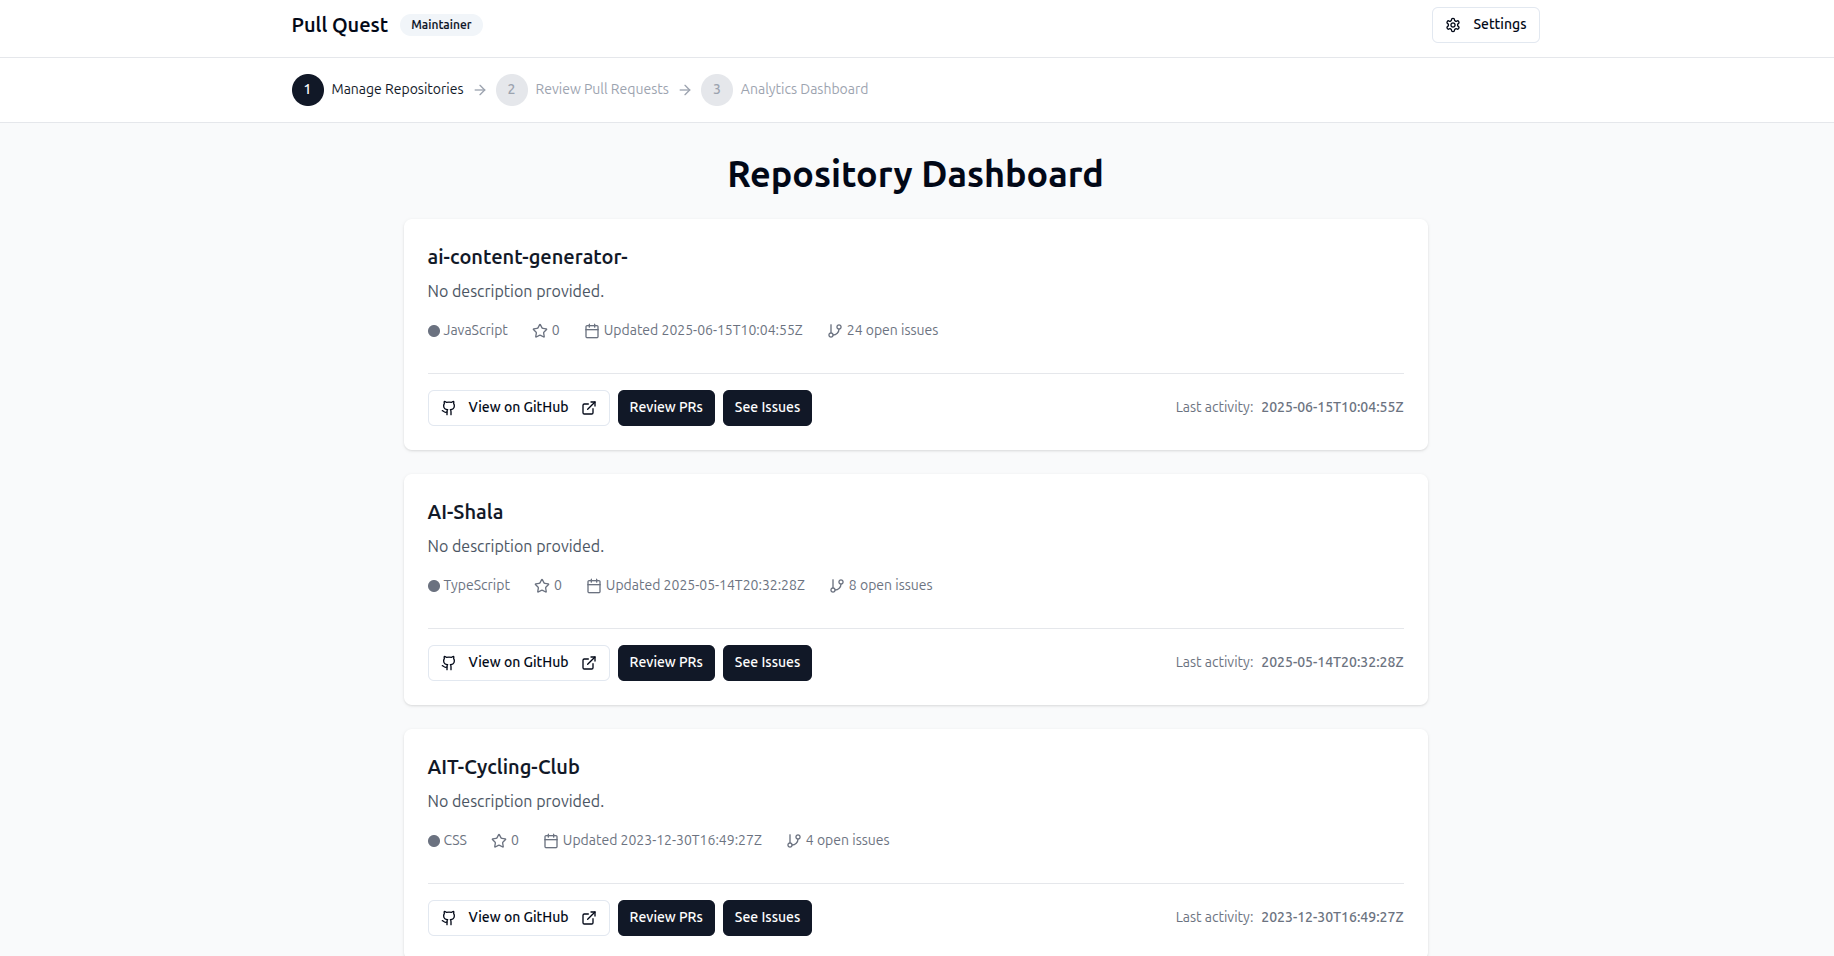 Pull Quest Maintainer Settings
1 Manage Repositories → 2 Review Pull Requests → 3 Analytics Dashboard
Repository Dashboard
ai-content-generator-
No description provided.
JavaScript 0 Updated 2025-06-15T10:04:55Z 24 open issues
View on GitHub Review PRs See Issues Last activity: 2025-06-15T10:04:55Z
AI-Shala
No description provided.
TypeScript 0 Updated 2025-05-14T20:32:28Z 8 open issues
View on GitHub Review PRs See Issues Last activity: 2025-05-14T20:32:28Z
AIT-Cycling-Club
No description provided.
CSS 0 Updated 2023-12-30T16:49:27Z 4 open issues
View on GitHub Review PRs See Issues Last activity: 2023-12-30T16:49:27Z